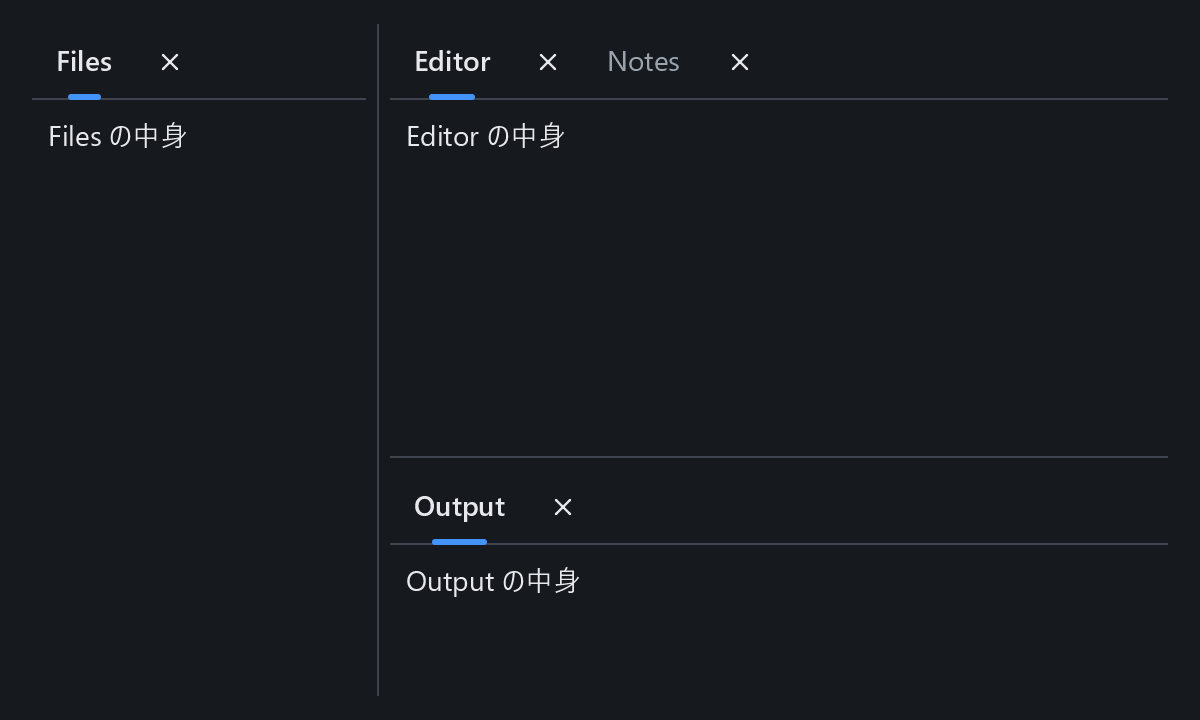 Files
Files の中身
Editor Notes
Editor の中身
Output
Output の中身